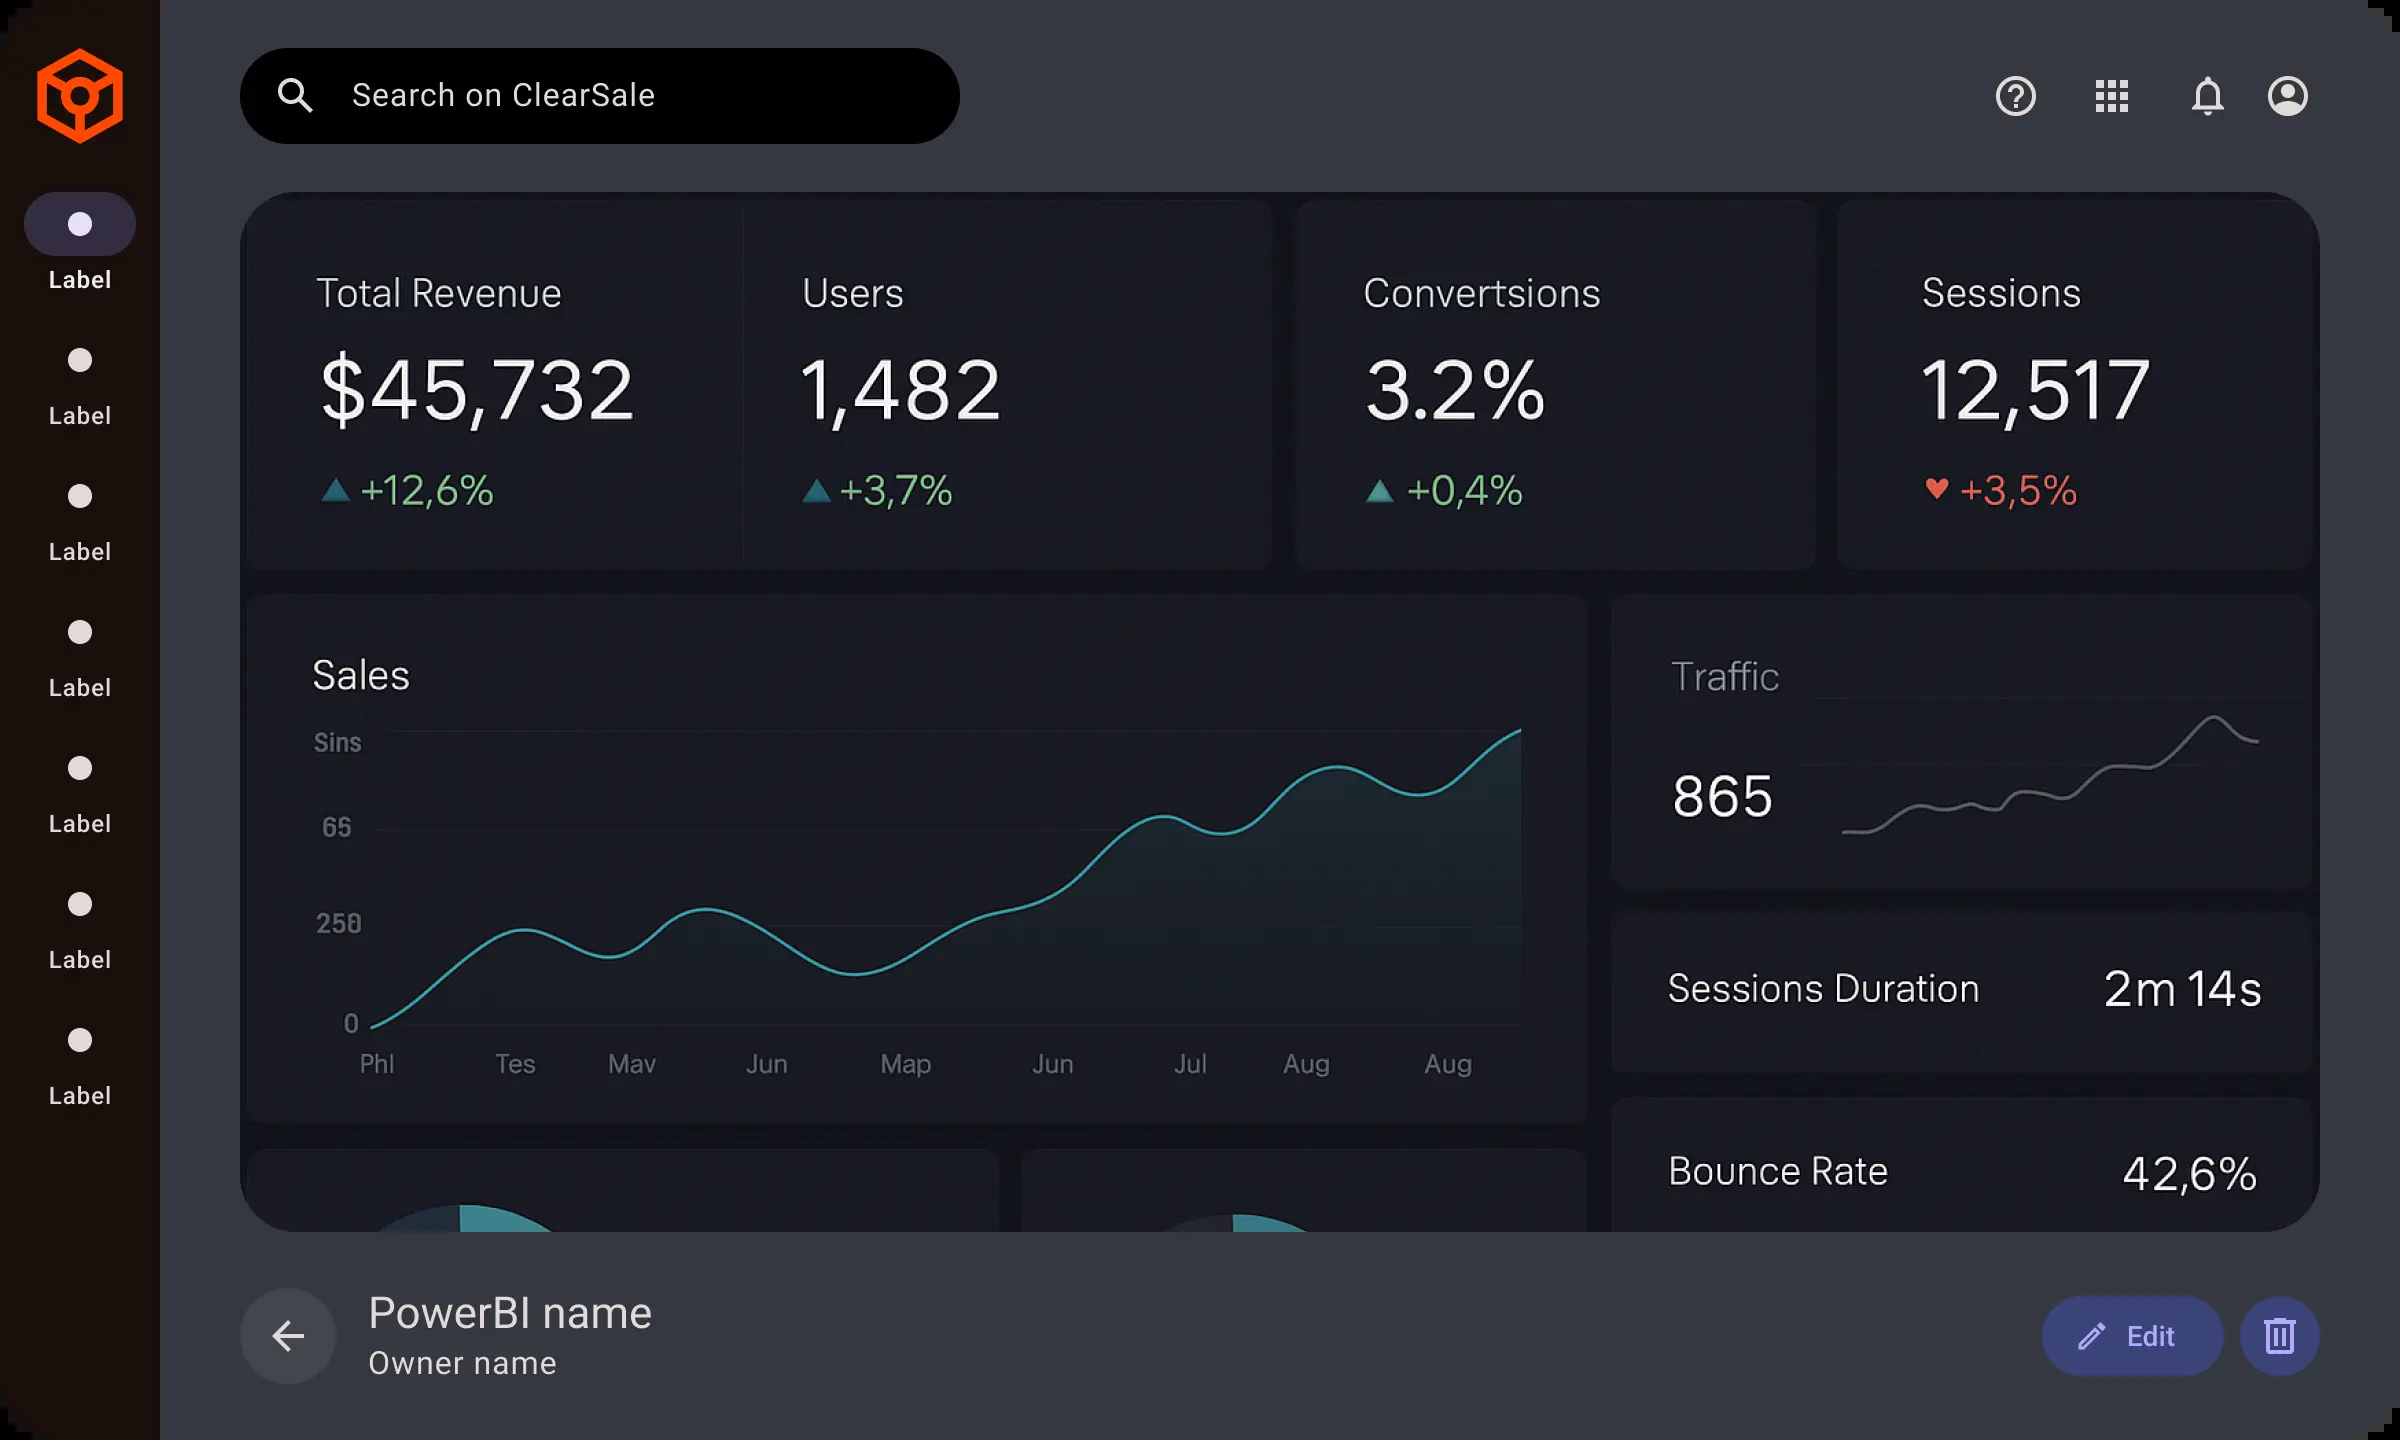 Search on ClearSale
Label
Label
Label
Label
Label
Label
Label
Total Revenue
$45,732
+12,6%
Users
1,482
+3,7%
Convertsions
3.2%
+0,4%
Sessions
12,517
+3,5%
Sales
Sins
66
250
0
Phl Tes Mav Jun Map Jun Jul Aug Aug
Traffic
865
Sessions Duration 2m 14s
Bounce Rate 42,6%
PowerBI name
Owner name
Edit